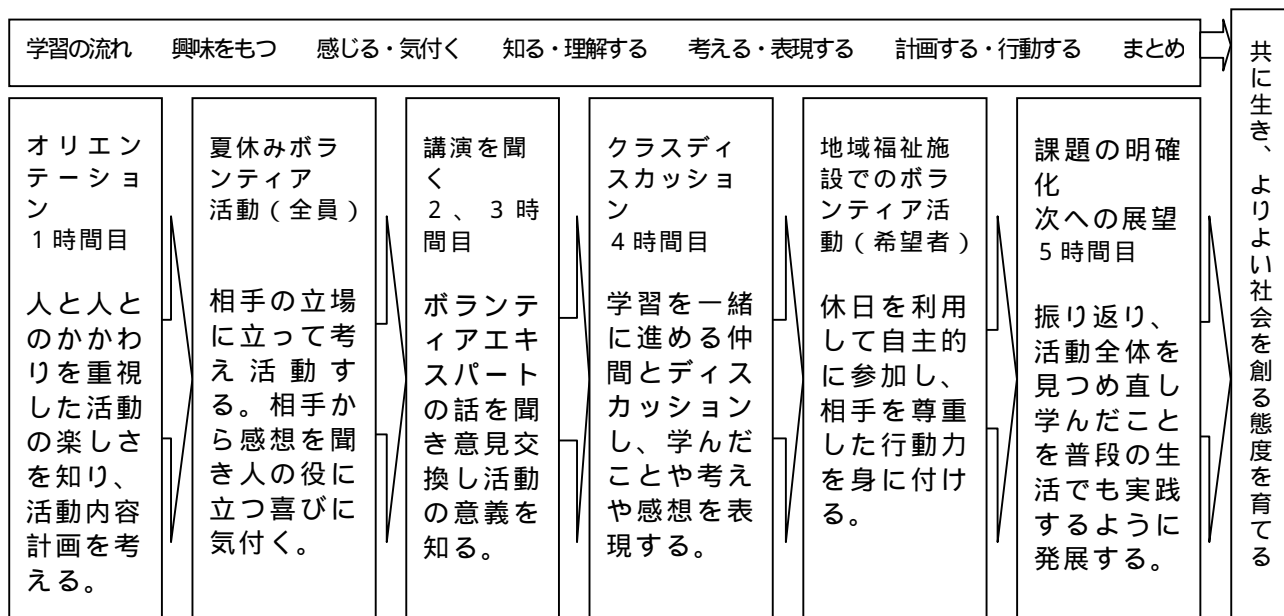 学習の流れ　興味をもつ　感じる・気付く　知る・理解する　考える・表現する　計画する・行動する　まとめ
オリエン
テーショ
ン
１時間目
人と人と
のかかわ
りを重視
した活動
の楽しさ
を知り、
活動内容
計画を考
える。
夏休みボラ
ンティア
活動（全員）
相手の立場
に立って考
え活動す
る。相手か
ら感想を聞
き人の役に
立つ喜びに
気付く。
講演を聞
く
２、３時
間目
ボランテ
ィアエキ
スパート
の話を聞
き意見交
換し活動
の意義を
知る。
クラスディ
スカッショ
ン
４時間目
学習を一緒
に進める仲
間とディス
カッション
し、学んだ
ことや考え
や感想を表
現する。
地域福祉施
設でのボラ
ンティア活
動（希望者）
休日を利用
して自主的
に参加し、
相手を尊重
した行動力
を身に付け
る。
課題の明確
化
次への展望
５時間目
振り返り、
活動全体を
見つめ直し
学んだこと
を普段の生
活でも実践
するように
発展する。
共に生き、よりよい社会を創る態度を育てる